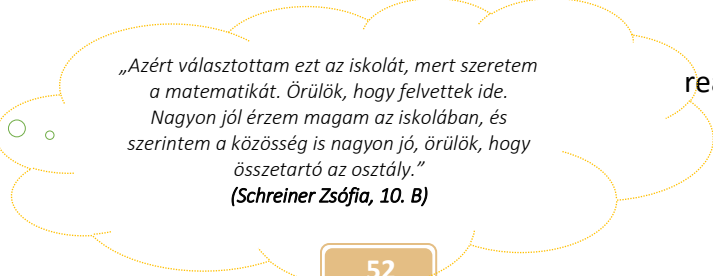 „Azért választottam ezt az iskolát, mert szeretem
a matematikát. Örülök, hogy felvettek ide.
Nagyon jól érzem magam az iskolában, és
szerintem a közösség is nagyon jó, örülök, hogy
összetartó az osztály.”
(Schreiner Zsófia, 10. B)
52